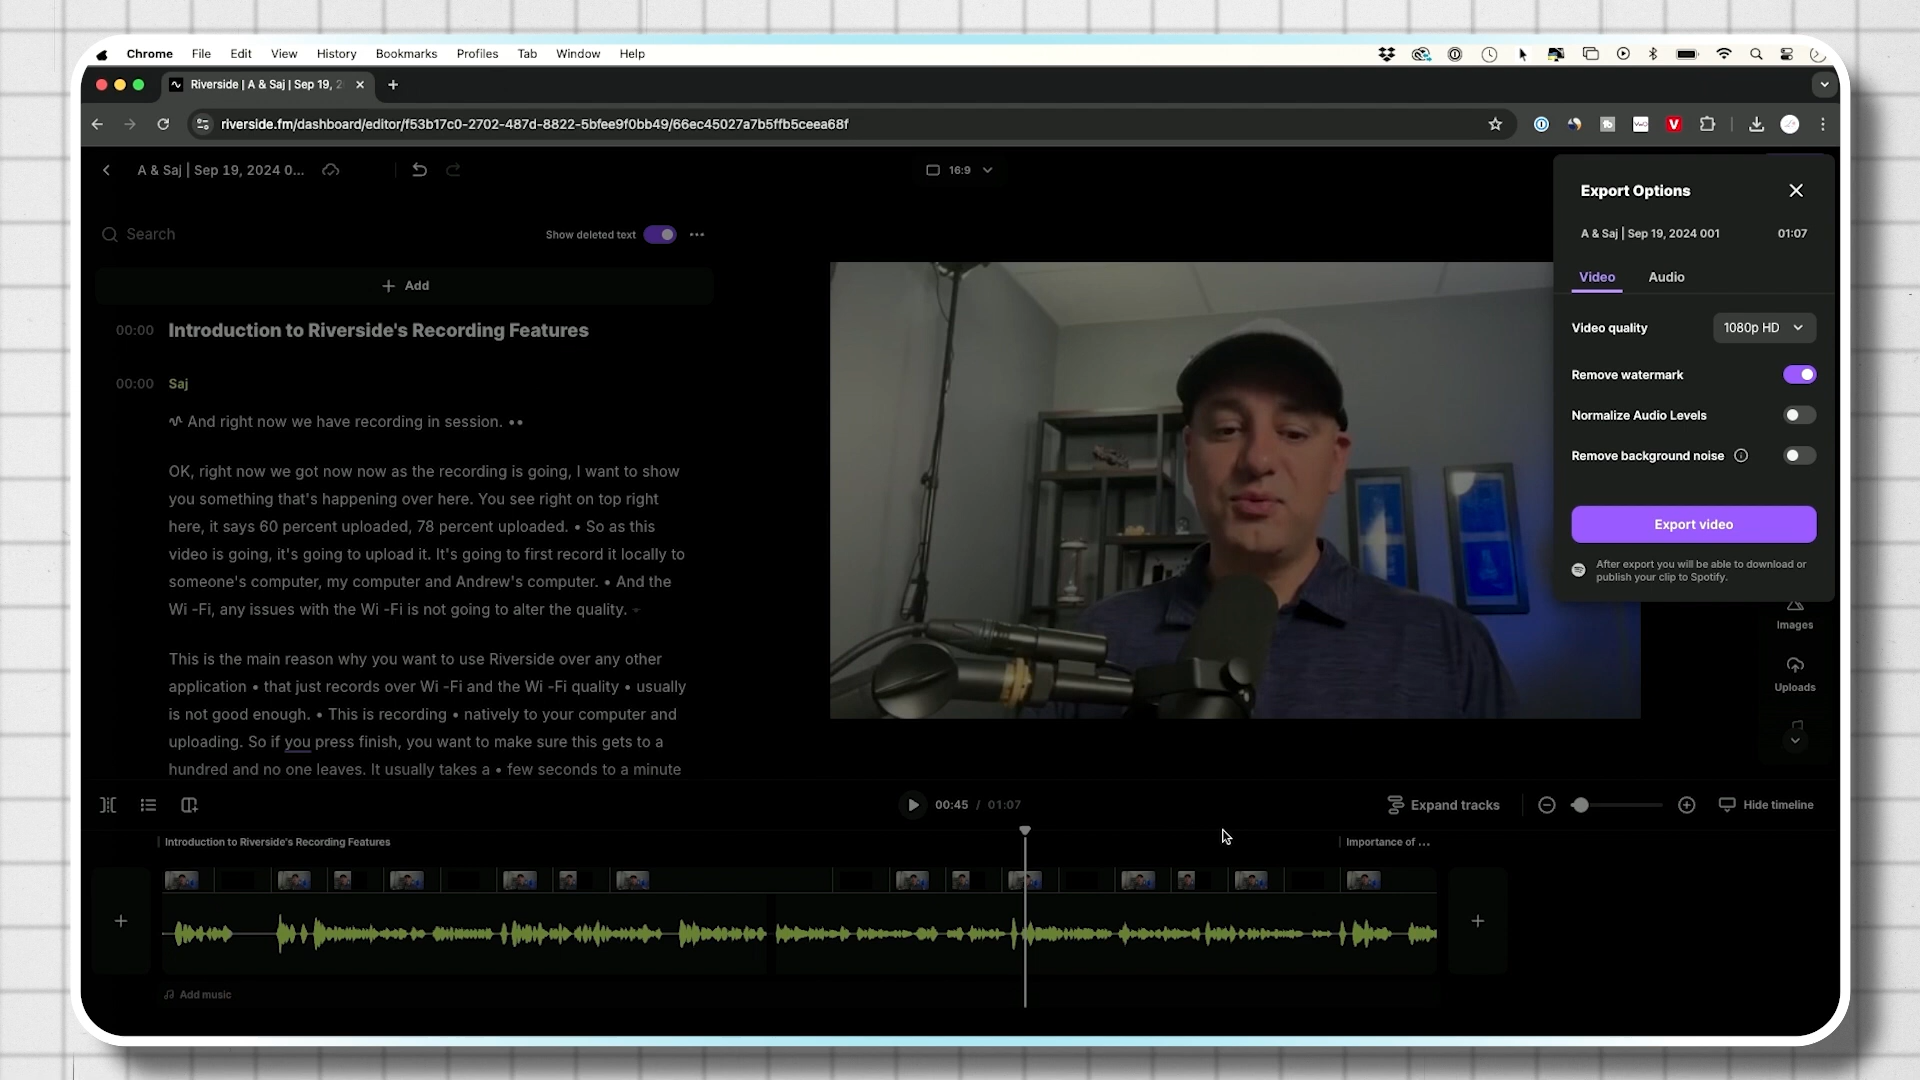 Chrome File Edit View History Bookmarks Profiles Tab Window Help
Riverside | A & Saj | Sep 19, 2
riverside.fm/dashboard/editor/f53b17c0-2702-487d-8822-5bfee9f0bb49/66ec45027a7b5ffb5ceea68f
A & Saj | Sep 19, 2024 0...
16:9
Search
Show deleted text
Add
00:00 Introduction to Riverside's Recording Features
00:00 Saj
And right now we have recording in session. ••
OK, right now we got now now as the recording is going, I want to show
you something that's happening over here. You see right on top right
here, it says 60 percent uploaded, 78 percent uploaded. • So as this
video is going, it's going to upload it. It's going to first record it locally to
someone's computer, my computer and Andrew's computer. • And the
Wi -Fi, any issues with the Wi -Fi is not going to alter the quality.
This is the main reason why you want to use Riverside over any other
application • that just records over Wi -Fi and the Wi -Fi quality • usually
is not good enough. • This is recording • natively to your computer and
uploading. So if you press finish, you want to make sure this gets to a
hundred and no one leaves. It usually takes a • few seconds to a minute
Export Options
A & Saj | Sep 19, 2024 001 01:07
Video Audio
Video quality 1080p HD
Remove watermark
Normalize Audio Levels
Remove background noise
Export video
After export you will be able to download or
publish your clip to Spotify.
Images
Uploads
00:45 / 01:07
Expand tracks
Hide timeline
Introduction to Riverside's Recording Features
Importance of ...
Add music